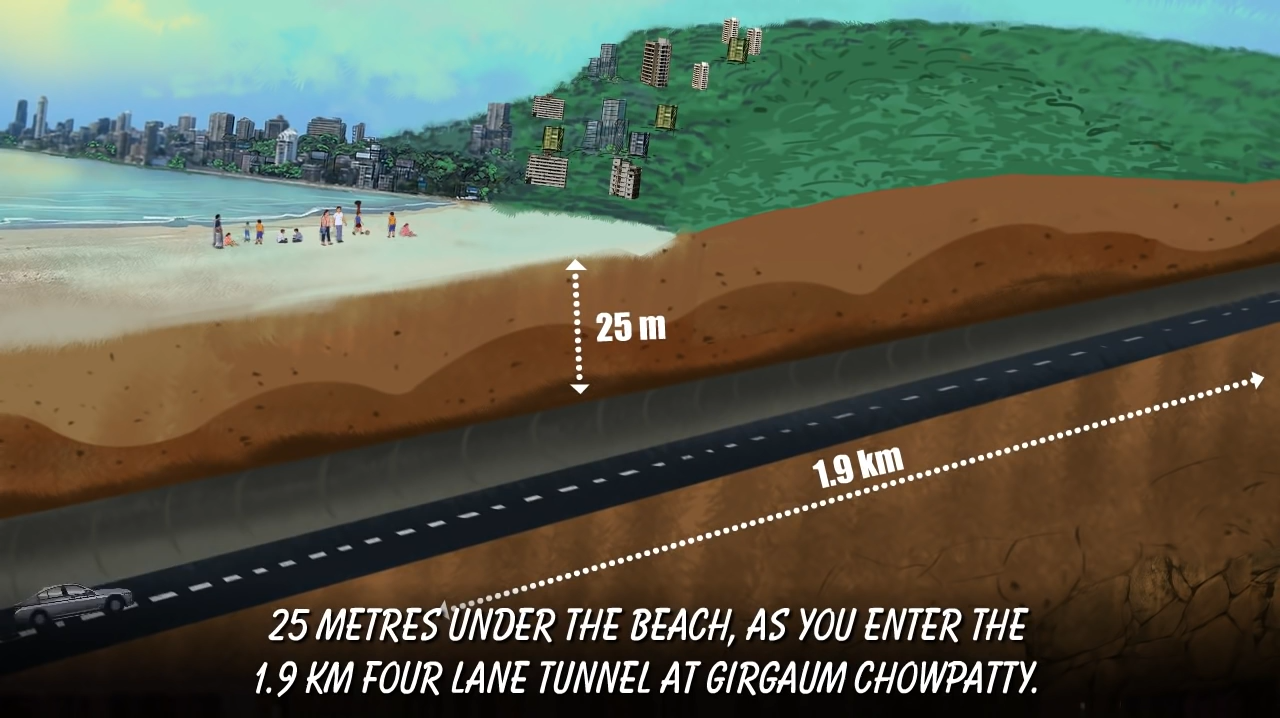 25 m
1.9 km
25 METRES UNDER THE BEACH, AS YOU ENTER THE
1.9 KM FOUR LANE TUNNEL AT GIRGAUM CHOWPATTY.